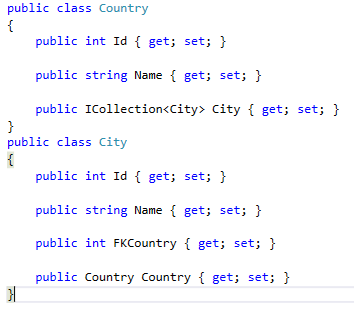 public class Country
{
public int Id { get; set; }
public string Name { get; set; }
public ICollection<City> City { get; set; }
}
public class City
{
public int Id { get; set; }
public string Name { get; set; }
public int FKCountry { get; set; }
public Country Country { get; set; }
}